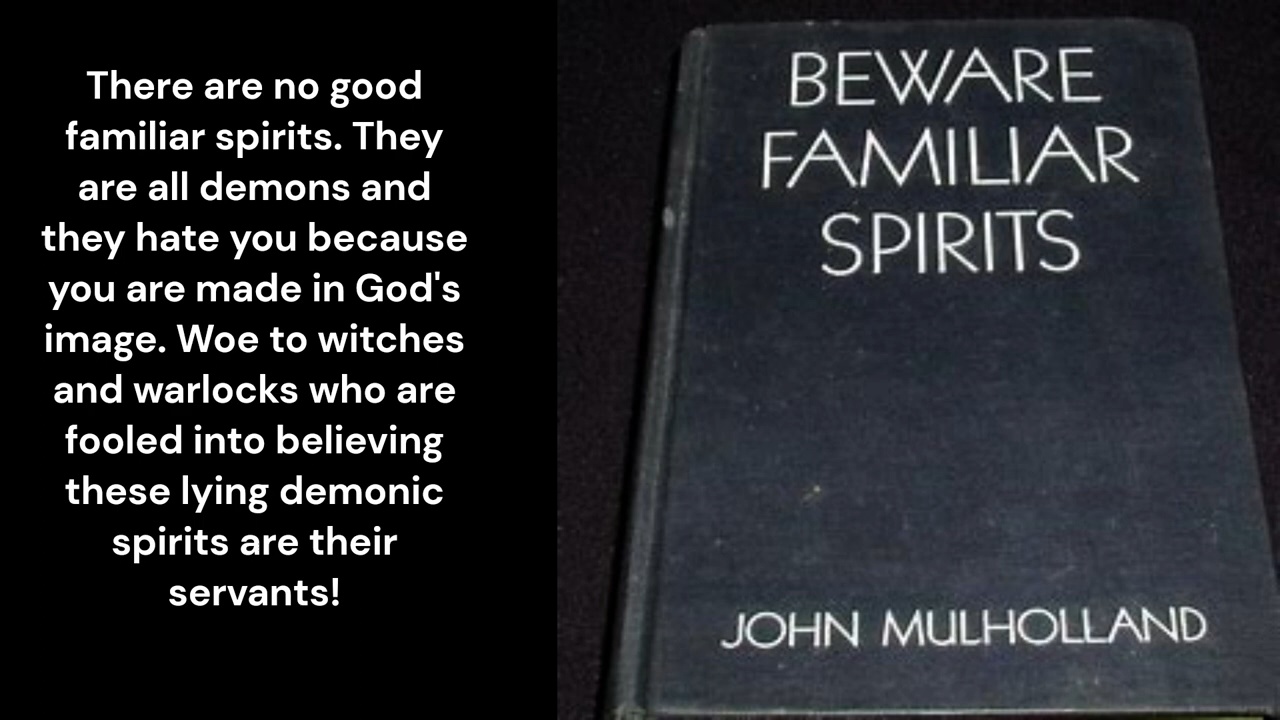 There are no good
familiar spirits. They
are all demons and
they hate you because
you are made in God's
image. Woe to witches
and warlocks who are
fooled into believing
these lying demonic
spirits are their
servants!
BEWARE
FAMILIAR
SPIRITS
JOHN MULHOLLAND